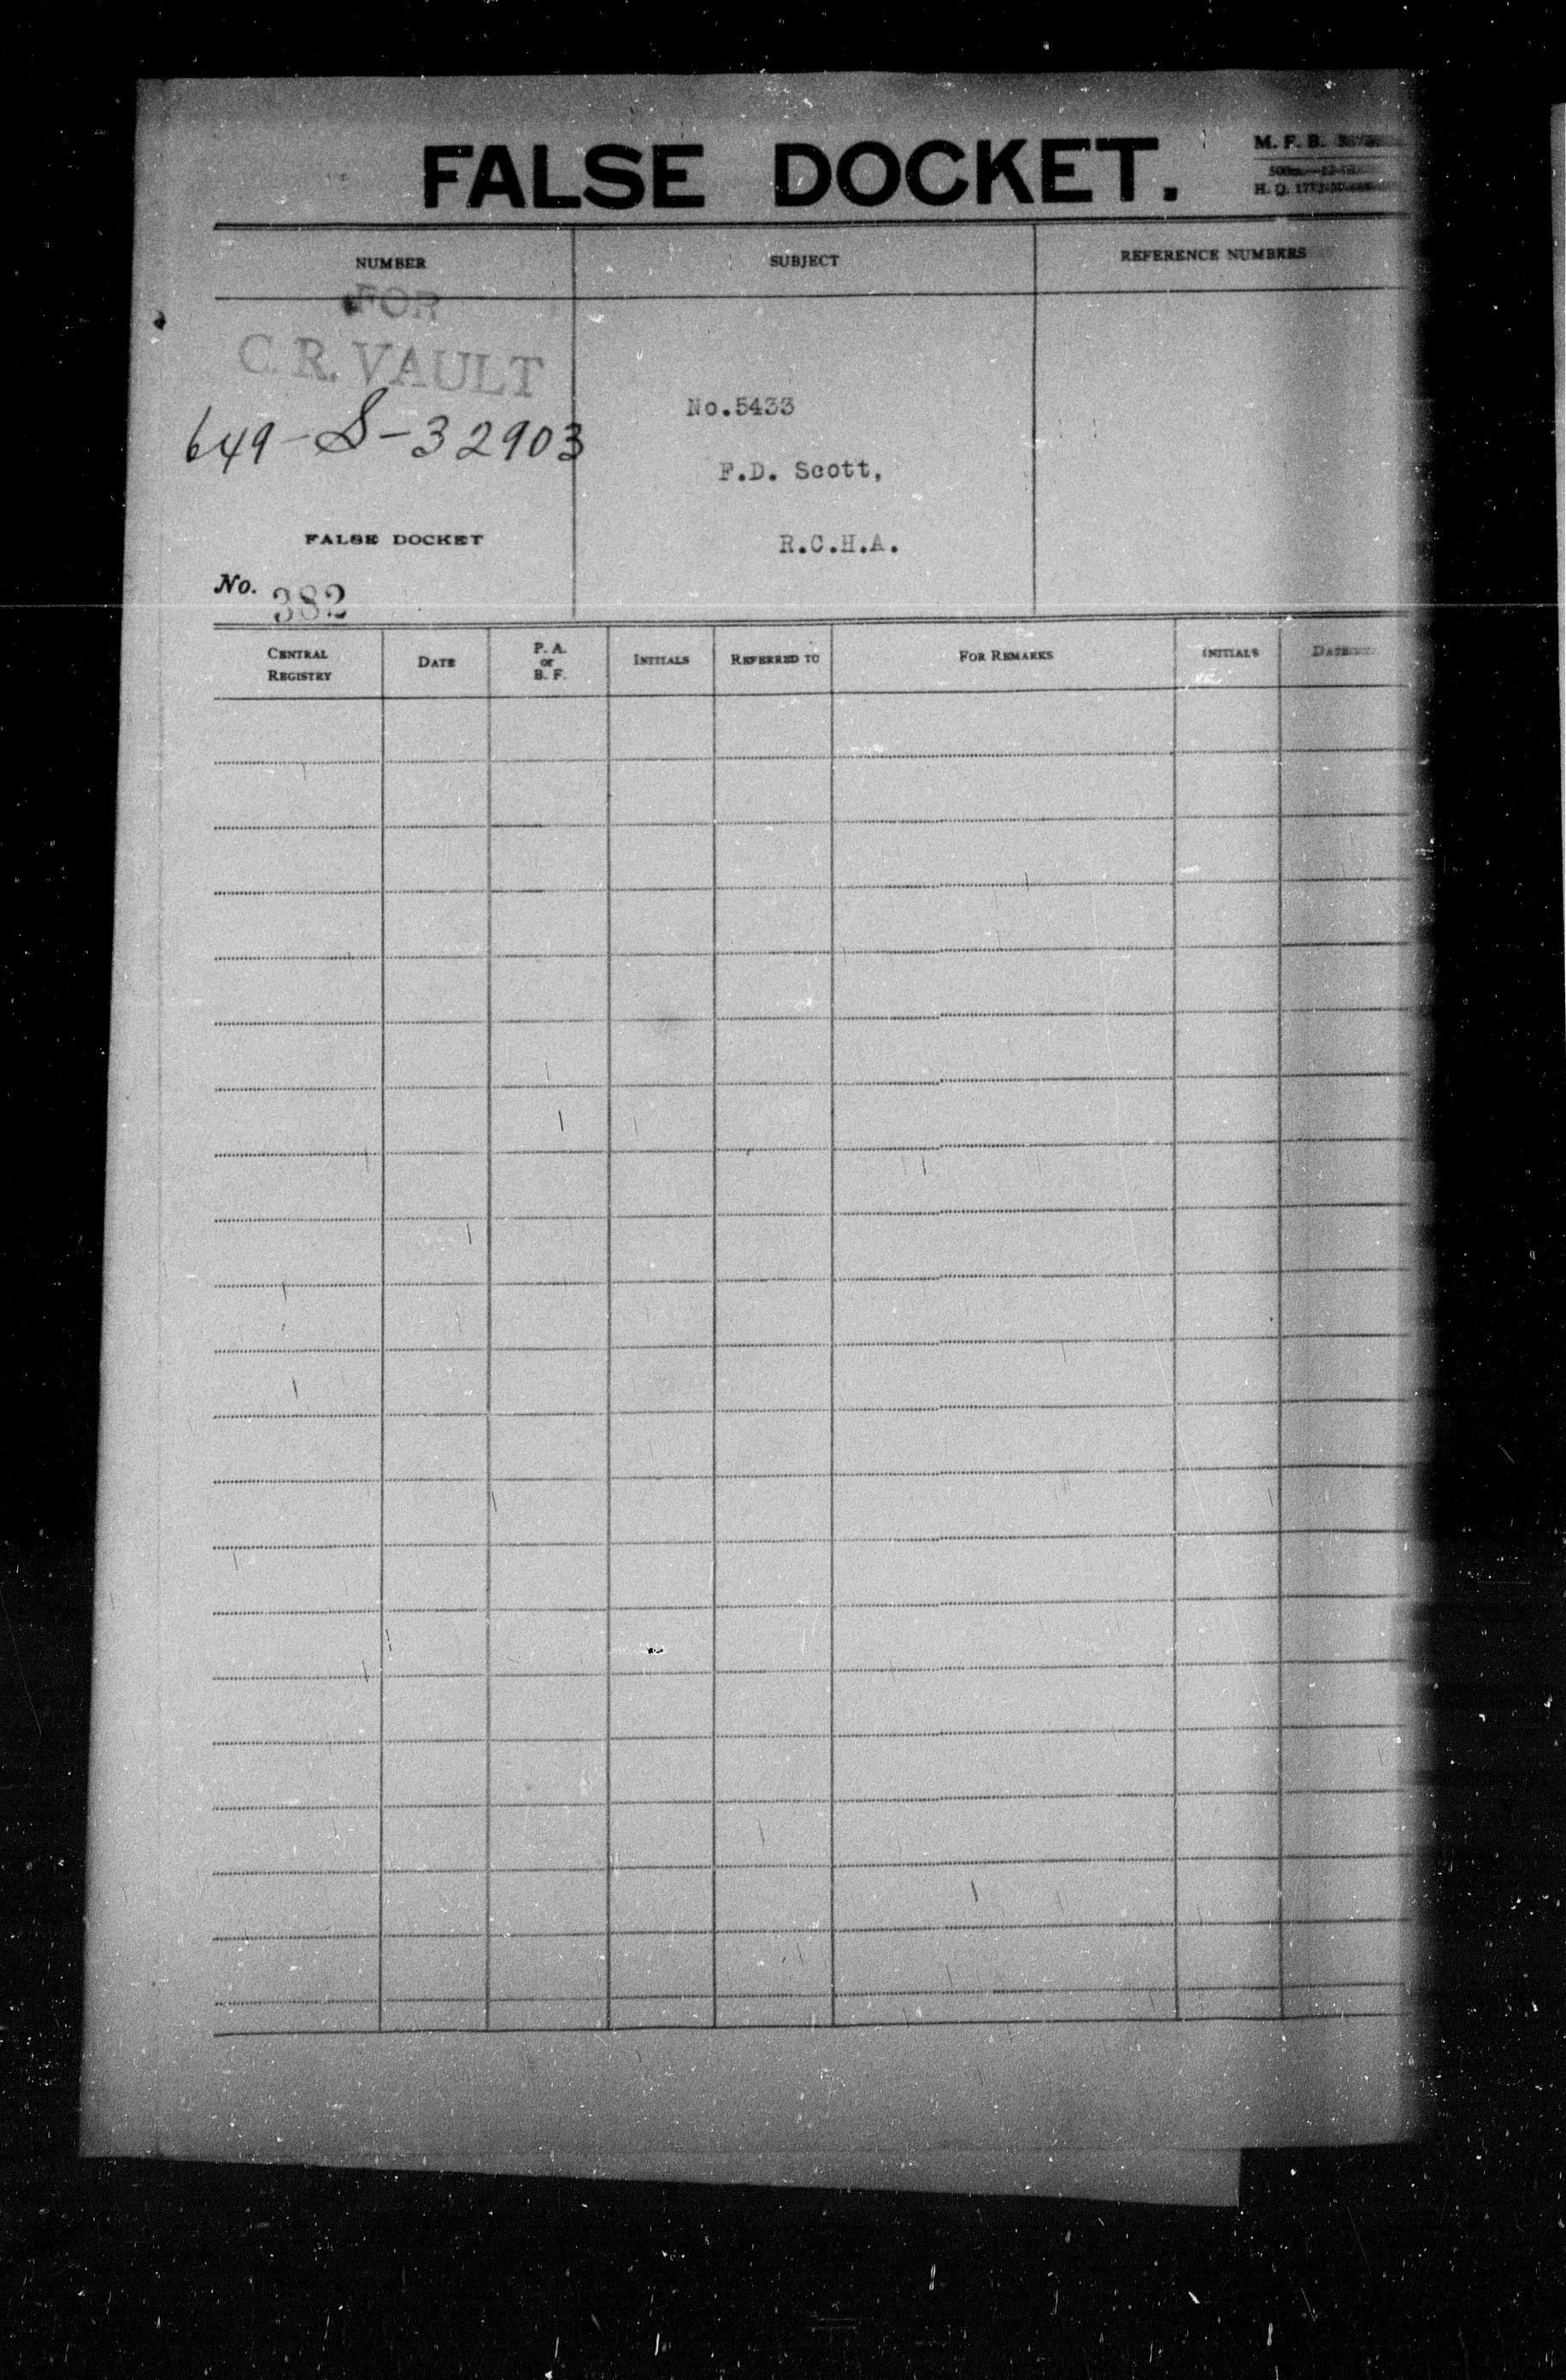 FALSE DOCKET.
M. F. B.
H. Q.
NUMBER
SUBJECT
REFERENCE NUMBERS
FOR
C. R. VAULT
649-S-32903
No.5433
F.D. Scott,
R.C.H.A.
FALSE DOCKET
No. 382
CENTRAL REGISTRY
DATE
P. A. or B. F.
INITIALS
REFERRED TO
FOR REMARKS
INITIALS
DATE